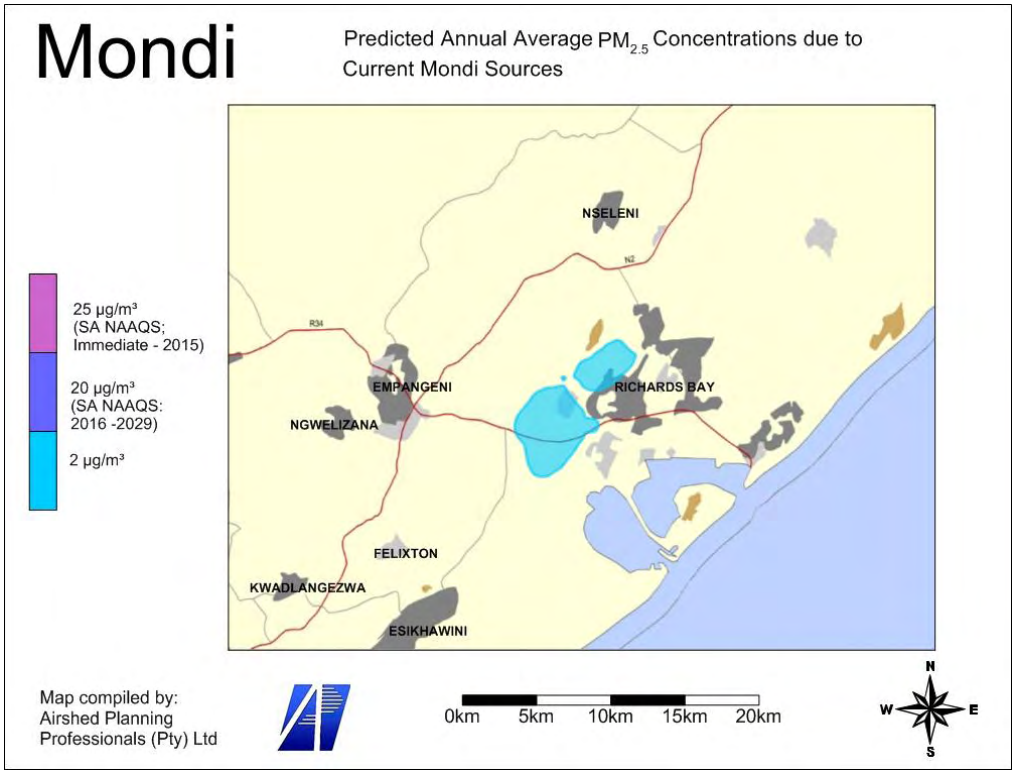 Mondi
Predicted Annual Average PM2.5 Concentrations due to
Current Mondi Sources
25 µg/m³
(SA NAAQS;
Immediate - 2015)
20 µg/m³
(SA NAAQS:
2016 -2029)
2 µg/m³
NSELENI
N2
R34
EMPANGENI
RICHARDS BAY
NGWELIZANA
FELIXTON
KWADLANGEZWA
ESIKHAWINI
Map compiled by:
Airshed Planning
Professionals (Pty) Ltd
0km 5km 10km 15km 20km
N
W E
S